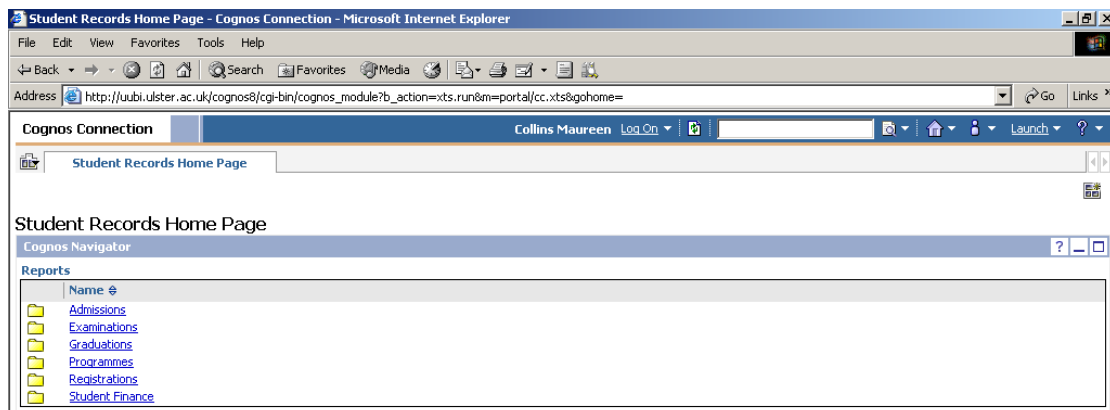 Student Records Home Page - Cognos Connection - Microsoft Internet Explorer
File Edit View Favorites Tools Help
Back Search Favorites Media
Address http://uubi.ulster.ac.uk/cognos8/cgi-bin/cognos_module?b_action=xts.run&m=portal/cc.xts&gohome= Go Links »
Cognos Connection Collins Maureen Log On Launch ?
Student Records Home Page
Student Records Home Page
Cognos Navigator ?
Reports
Name
Admissions
Examinations
Graduations
Programmes
Registrations
Student Finance